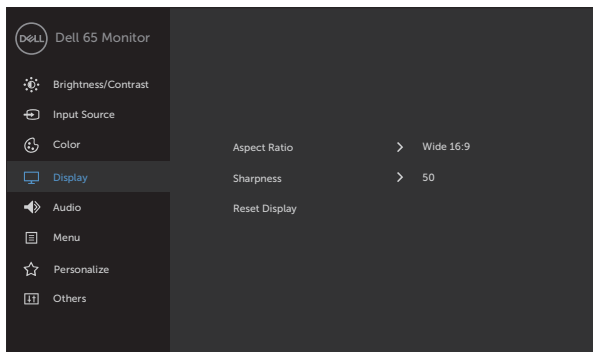 DELL Dell 65 Monitor
Brightness/Contrast
Input Source
Color
Display
Audio
Menu
Personalize
Others
Aspect Ratio > Wide 16:9
Sharpness > 50
Reset Display